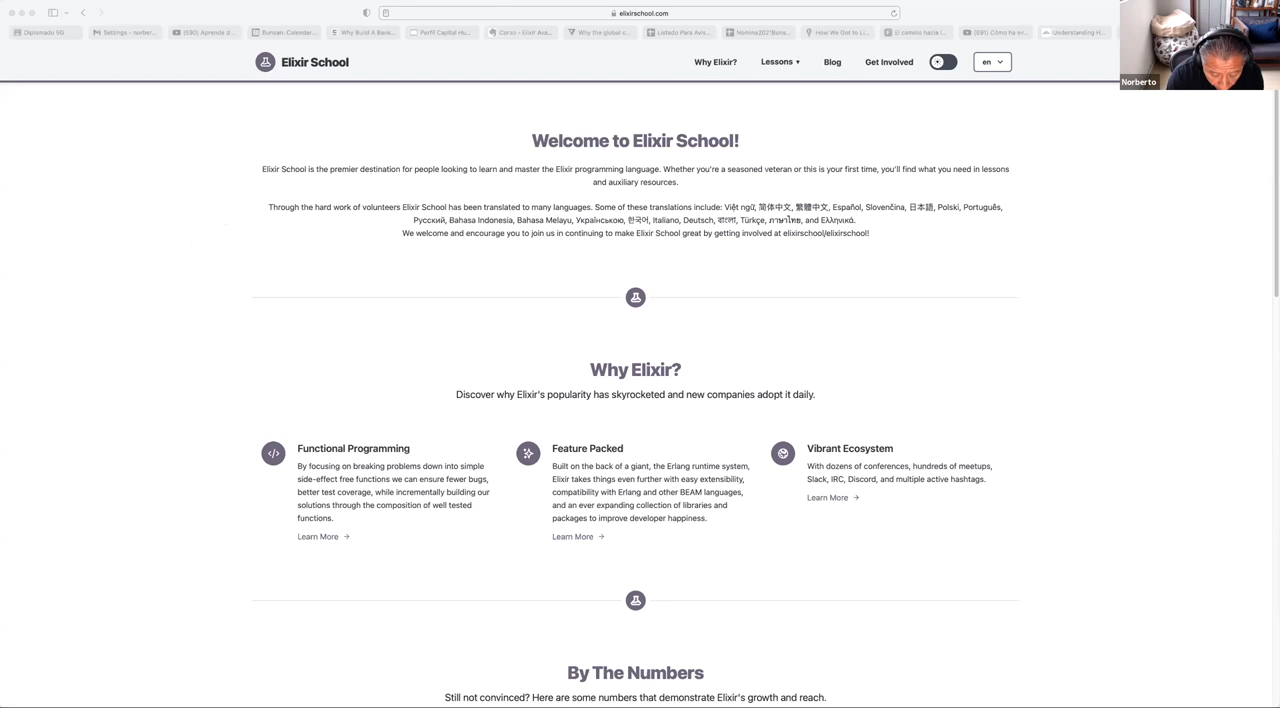 elixirschool.com
Diplomado 5G
Settings - norber...
(E90) Aprende d...
Bunsan: Calendar...
Why Build A Bank...
Perfil Capital Hu...
Curso - Elixir Aca...
Why the global c...
Listado Para Avis...
Nomina2021Buns...
How We Got to Li...
El camino hacia l...
(E91) Cómo ha ev...
Understanding H...
Norberto
Elixir School
Why Elixir?
Lessons ▾
Blog
Get Involved
en
Welcome to Elixir School!
Elixir School is the premier destination for people looking to learn and master the Elixir programming language. Whether you're a seasoned veteran or this is your first time, you'll find what you need in lessons
and auxiliary resources.
Through the hard work of volunteers Elixir School has been translated to many languages. Some of these translations include: Việt ngữ, 简体中文, 繁體中文, Español, Slovenčina, 日本語, Polski, Português,
Русский, Bahasa Indonesia, Bahasa Melayu, Українською, 한국어, Italiano, Deutsch, বাংলা, Türkçe, ภาษาไทย, and Ελληνικά.
We welcome and encourage you to join us in continuing to make Elixir School great by getting involved at elixirschool/elixirschool!
Why Elixir?
Discover why Elixir's popularity has skyrocketed and new companies adopt it daily.
Functional Programming
By focusing on breaking problems down into simple
side-effect free functions we can ensure fewer bugs,
better test coverage, while incrementally building our
solutions through the composition of well tested
functions.
Learn More →
Feature Packed
Built on the back of a giant, the Erlang runtime system,
Elixir takes things even further with easy extensibility,
compatibility with Erlang and other BEAM languages,
and an ever expanding collection of libraries and
packages to improve developer happiness.
Learn More →
Vibrant Ecosystem
With dozens of conferences, hundreds of meetups,
Slack, IRC, Discord, and multiple active hashtags.
Learn More →
By The Numbers
Still not convinced? Here are some numbers that demonstrate Elixir's growth and reach.